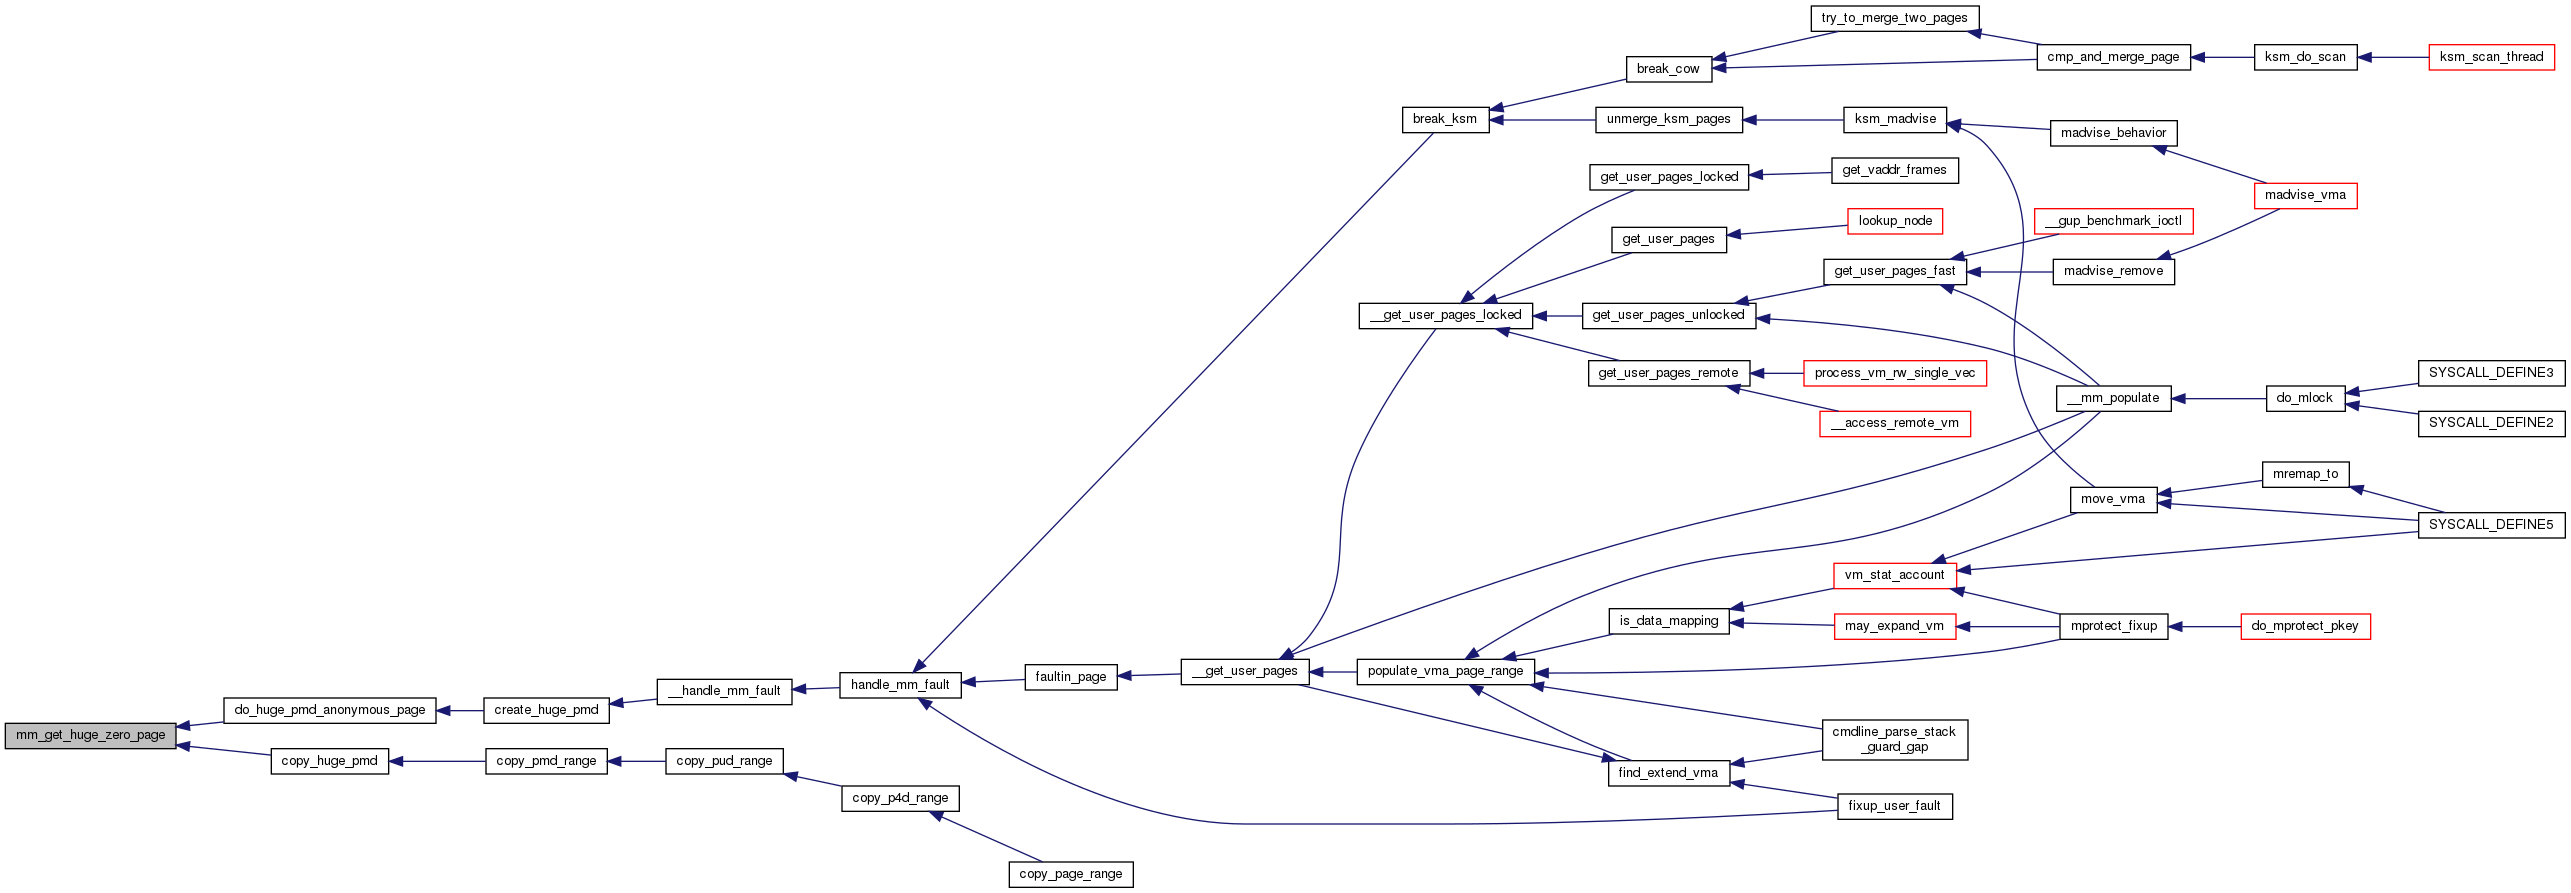 try_to_merge_two_pages
break_cow
cmp_and_merge_page
ksm_do_scan
ksm_scan_thread
break_ksm
unmerge_ksm_pages
ksm_madvise
madvise_behavior
get_user_pages_locked
get_vaddr_frames
madvise_vma
lookup_node
__gup_benchmark_ioctl
get_user_pages
get_user_pages_fast
madvise_remove
__get_user_pages_locked
get_user_pages_unlocked
get_user_pages_remote
process_vm_rw_single_vec
SYSCALL_DEFINE3
__mm_populate
do_mlock
__access_remote_vm
SYSCALL_DEFINE2
mremap_to
move_vma
SYSCALL_DEFINE5
vm_stat_account
is_data_mapping
may_expand_vm
mprotect_fixup
do_mprotect_pkey
handle_mm_fault
faultin_page
__get_user_pages
populate_vma_page_range
__handle_mm_fault
do_huge_pmd_anonymous_page
create_huge_pmd
mm_get_huge_zero_page
cmdline_parse_stack
_guard_gap
copy_huge_pmd
copy_pmd_range
copy_pud_range
find_extend_vma
copy_p4d_range
fixup_user_fault
copy_page_range